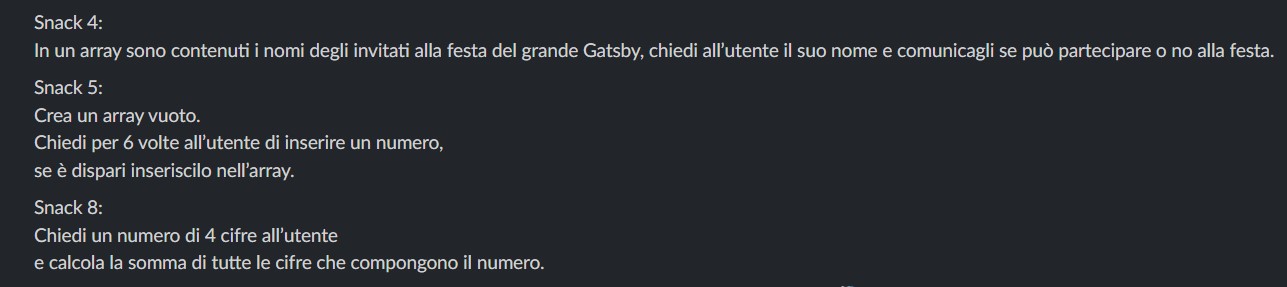 Snack 4:
In un array sono contenuti i nomi degli invitati alla festa del grande Gatsby, chiedi all’utente il suo nome e comunicagli se può partecipare o no alla festa.
Snack 5:
Crea un array vuoto.
Chiedi per 6 volte all’utente di inserire un numero,
se è dispari inseriscilo nell’array.
Snack 8:
Chiedi un numero di 4 cifre all’utente
e calcola la somma di tutte le cifre che compongono il numero.